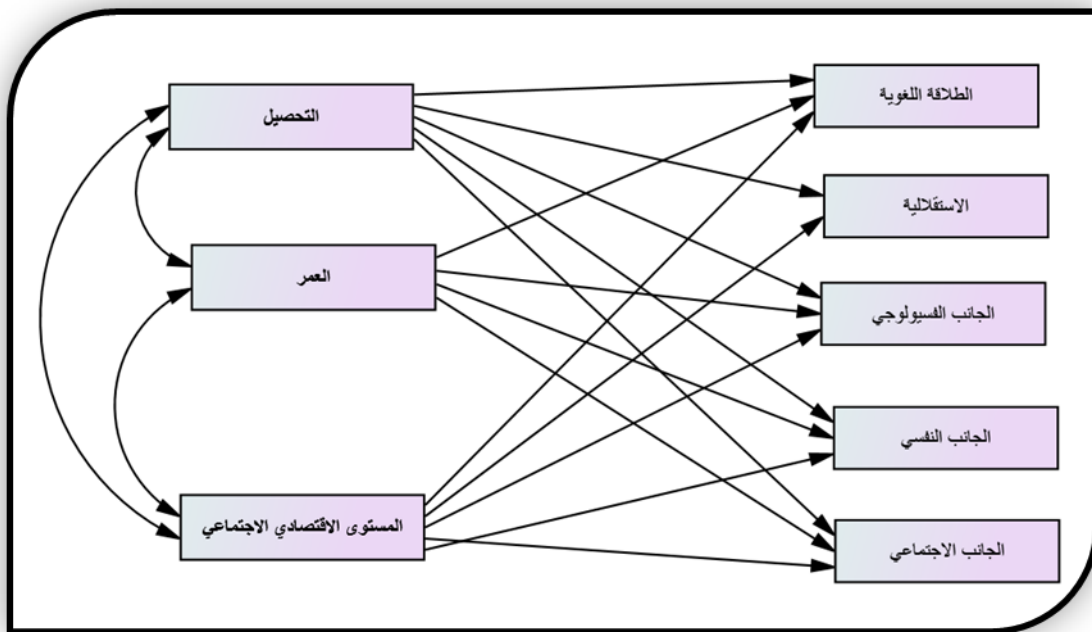 التحصيل
العمر
المستوى الاقتصادي الاجتماعي
الطلاقة اللغوية
الاستقلالية
الجانب الفسيولوجي
الجانب النفسي
الجانب الاجتماعي